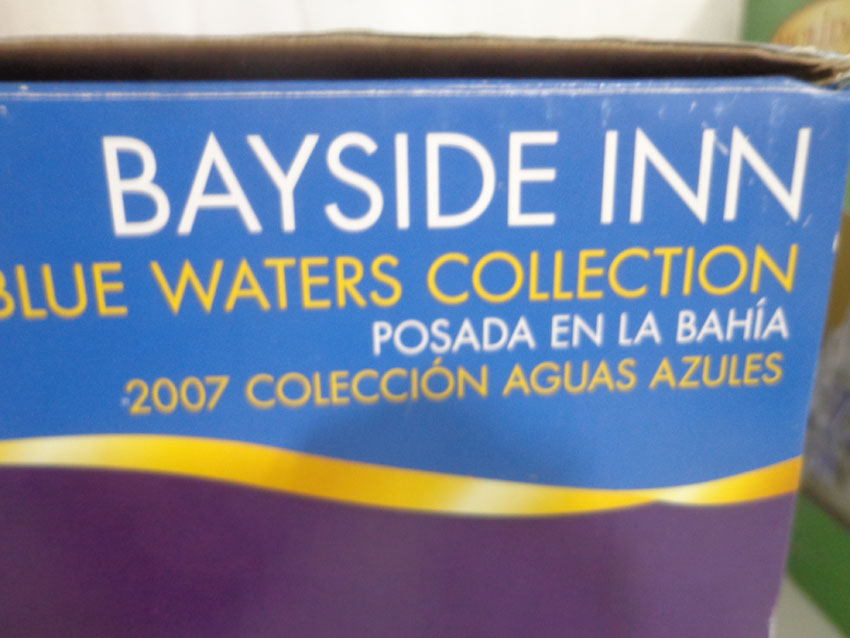 BAYSIDE INN
BLUE WATERS COLLECTION
POSADA EN LA BAHÍA
2007 COLECCIÓN AGUAS AZULES